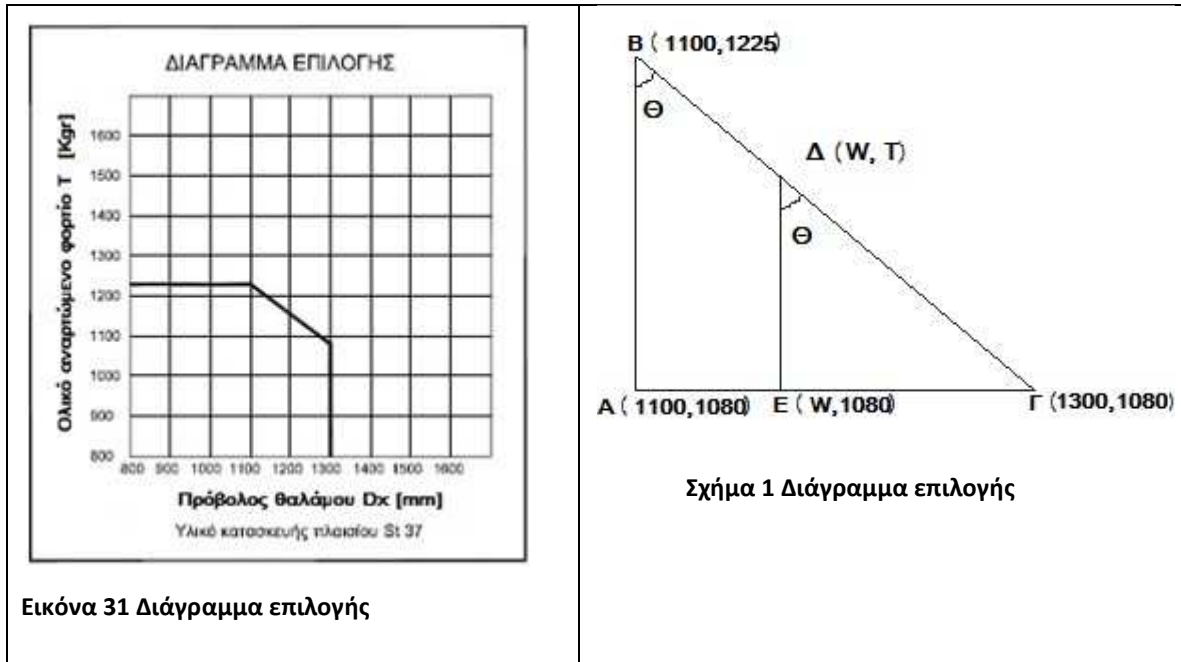 ΔΙΑΓΡΑΜΜΑ ΕΠΙΛΟΓΗΣ
Ολικό αναρτώμενο φορτίο Τ [Kgr]
1600
1500
1400
1300
1200
1100
1000
900
800
800 900 1000 1100 1200 1300 1400 1500 1600
Πρόβολος θαλάμου Dx [mm]
Υλικό κατασκευής πλαισίου St 37
Εικόνα 31 Διάγραμμα επιλογής
Β ( 1100,1225)
Θ
Δ (W, T)
Θ
Α ( 1100,1080) Ε ( W,1080) Γ (1300,1080)
Σχήμα 1 Διάγραμμα επιλογής